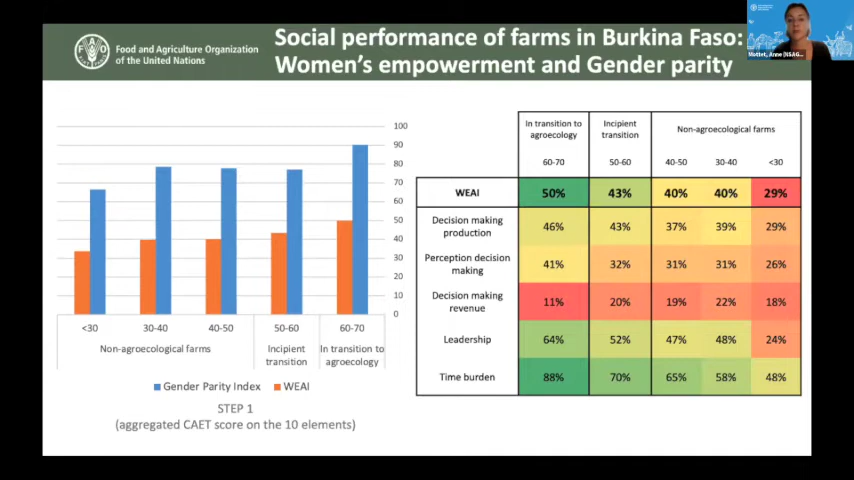 Food and Agriculture Organization
of the United Nations
Social performance of farms in Burkina Faso:
Women's empowerment and Gender parity
100
90
80
70
60
50
40
30
20
10
0
<30 30-40 40-50 50-60 60-70
Non-agroecological farms
Incipient
transition
In transition to
agroecology
Gender Parity Index WEAI
STEP 1
(aggregated CAET score on the 10 elements)
In transition to
agroecology
Incipient
transition
Non-agroecological farms
60-70 50-60 40-50 30-40 <30
WEAI 50% 43% 40% 40% 29%
Decision making
production 46% 43% 37% 39% 29%
Perception decision
making 41% 32% 31% 31% 26%
Decision making
revenue 11% 20% 19% 22% 18%
Leadership 64% 52% 47% 48% 24%
Time burden 88% 70% 65% 58% 48%